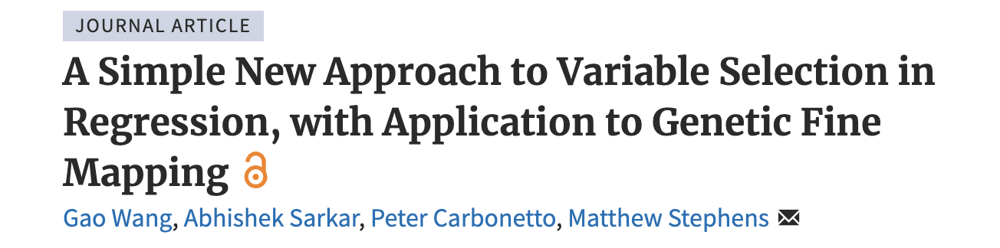 JOURNAL ARTICLE
A Simple New Approach to Variable Selection in
Regression, with Application to Genetic Fine
Mapping
Gao Wang, Abhishek Sarkar, Peter Carbonetto, Matthew Stephens